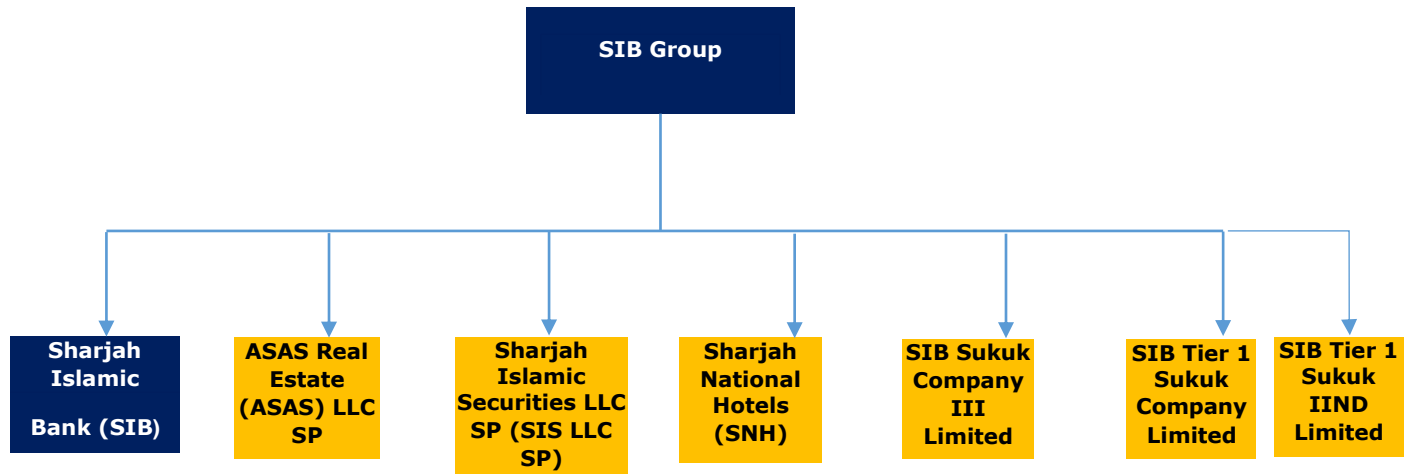 SIB Group
Sharjah
Islamic
Bank (SIB)
ASAS Real
Estate
(ASAS) LLC
SP
Sharjah
Islamic
Securities LLC
SP (SIS LLC
SP)
Sharjah
National
Hotels
(SNH)
SIB Sukuk
Company
III
Limited
SIB Tier 1
Sukuk
Company
Limited
SIB Tier 1
Sukuk
IIND
Limited